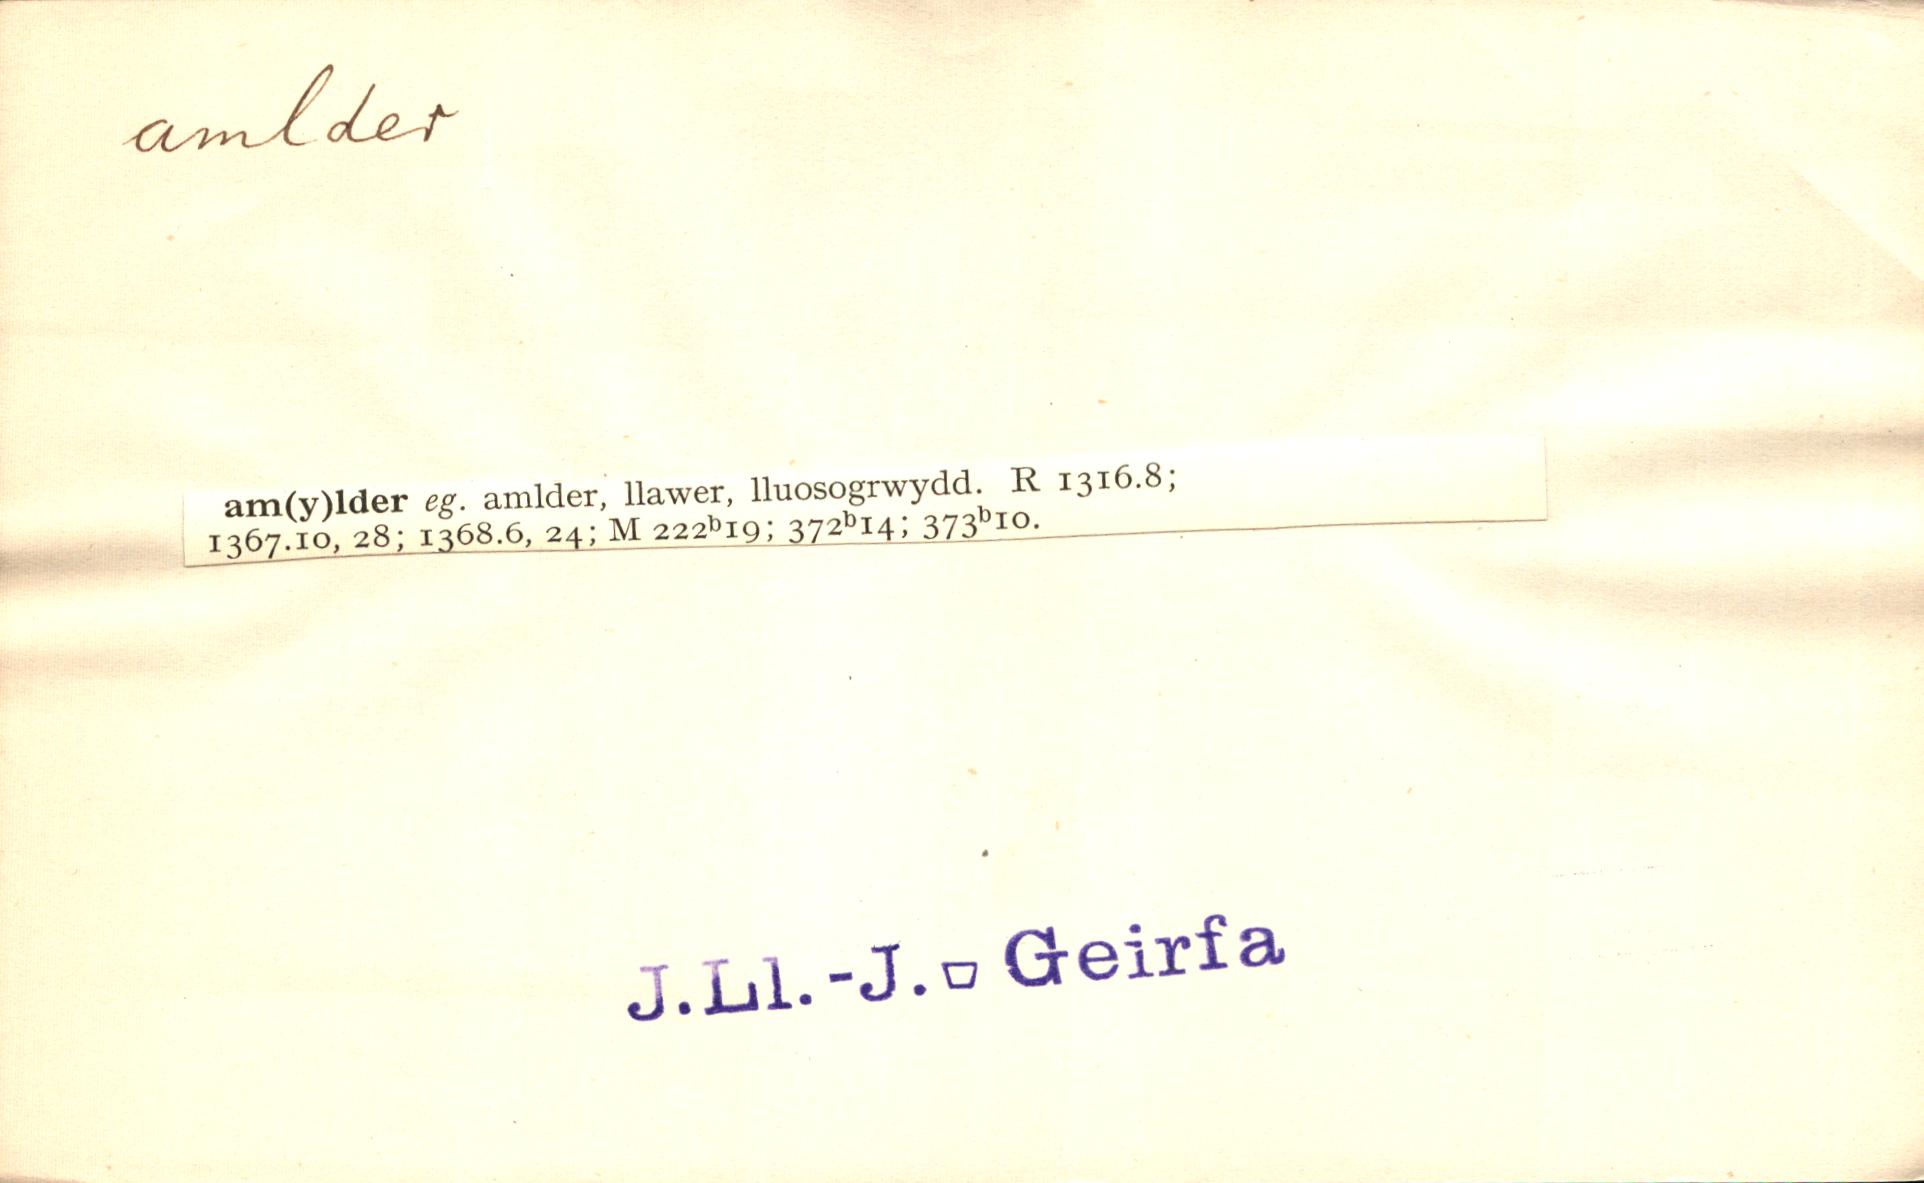 amlder
am(y)lder eg. amlder, llawer, lluosogrwydd. R 1316.8;
1367.10, 28; 1368.6, 24; M 222ᵇ19; 372ᵇ14; 373ᵇ10.
J.Ll.-J. Geirfa